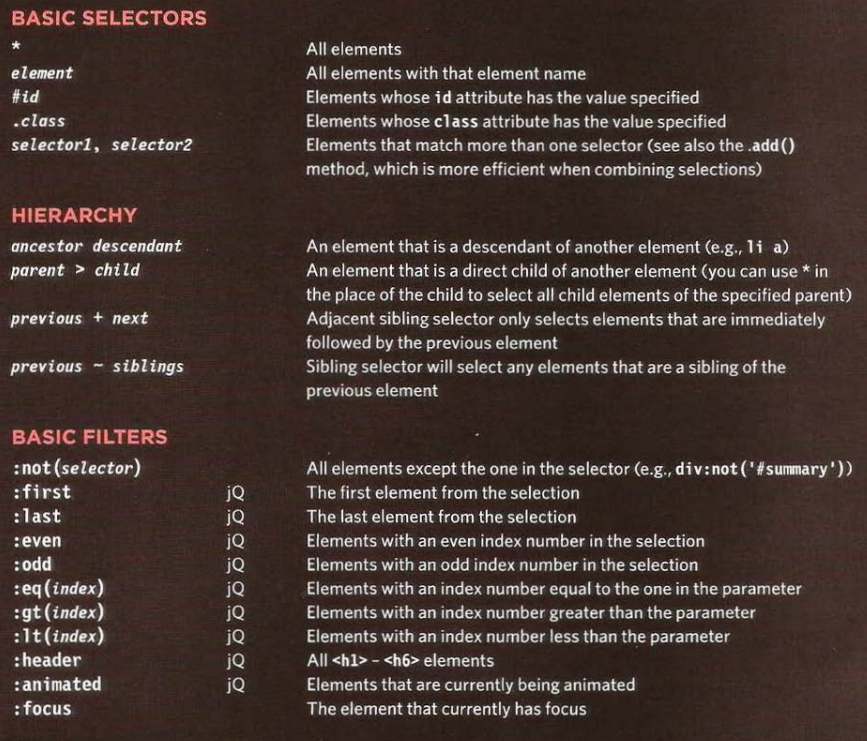 BASIC SELECTORS
* All elements
element All elements with that element name
#id Elements whose id attribute has the value specified
.class Elements whose class attribute has the value specified
selector1, selector2 Elements that match more than one selector (see also the .add()
method, which is more efficient when combining selections)
HIERARCHY
ancestor descendant An element that is a descendant of another element (e.g., li a)
parent > child An element that is a direct child of another element (you can use * in
the place of the child to select all child elements of the specified parent)
previous + next Adjacent sibling selector only selects elements that are immediately
followed by the previous element
previous ~ siblings Sibling selector will select any elements that are a sibling of the
previous element
BASIC FILTERS
:not(selector) All elements except the one in the selector (e.g., div:not('#summary'))
:first jQ The first element from the selection
:last jQ The last element from the selection
:even jQ Elements with an even index number in the selection
:odd jQ Elements with an odd index number in the selection
:eq(index) jQ Elements with an index number equal to the one in the parameter
:gt(index) jQ Elements with an index number greater than the parameter
:lt(index) jQ Elements with an index number less than the parameter
:header jQ All <h1> - <h6> elements
:animated jQ Elements that are currently being animated
:focus The element that currently has focus